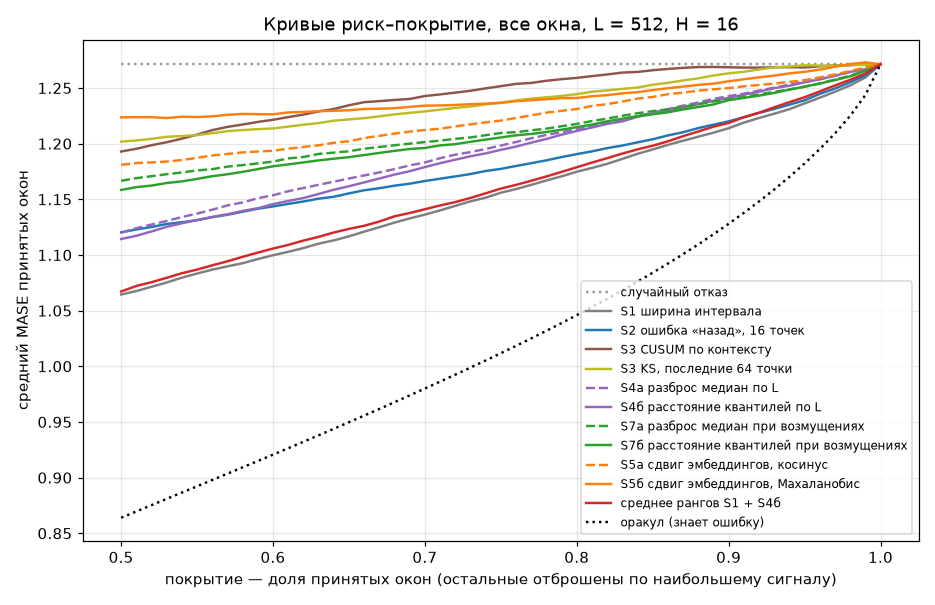 Кривые риск–покрытие, все окна, L = 512, H = 16
средний MASE принятых окон
1.25
1.20
1.15
1.10
1.05
1.00
0.95
0.90
0.85
случайный отказ
S1 ширина интервала
S2 ошибка «назад», 16 точек
S3 CUSUM по контексту
S3 KS, последние 64 точки
S4а разброс медиан по L
S4б расстояние квантилей по L
S7а разброс медиан при возмущениях
S7б расстояние квантилей при возмущениях
S5а сдвиг эмбеддингов, косинус
S5б сдвиг эмбеддингов, Махаланобис
среднее рангов S1 + S4б
оракул (знает ошибку)
0.5 0.6 0.7 0.8 0.9 1.0
покрытие — доля принятых окон (остальные отброшены по наибольшему сигналу)